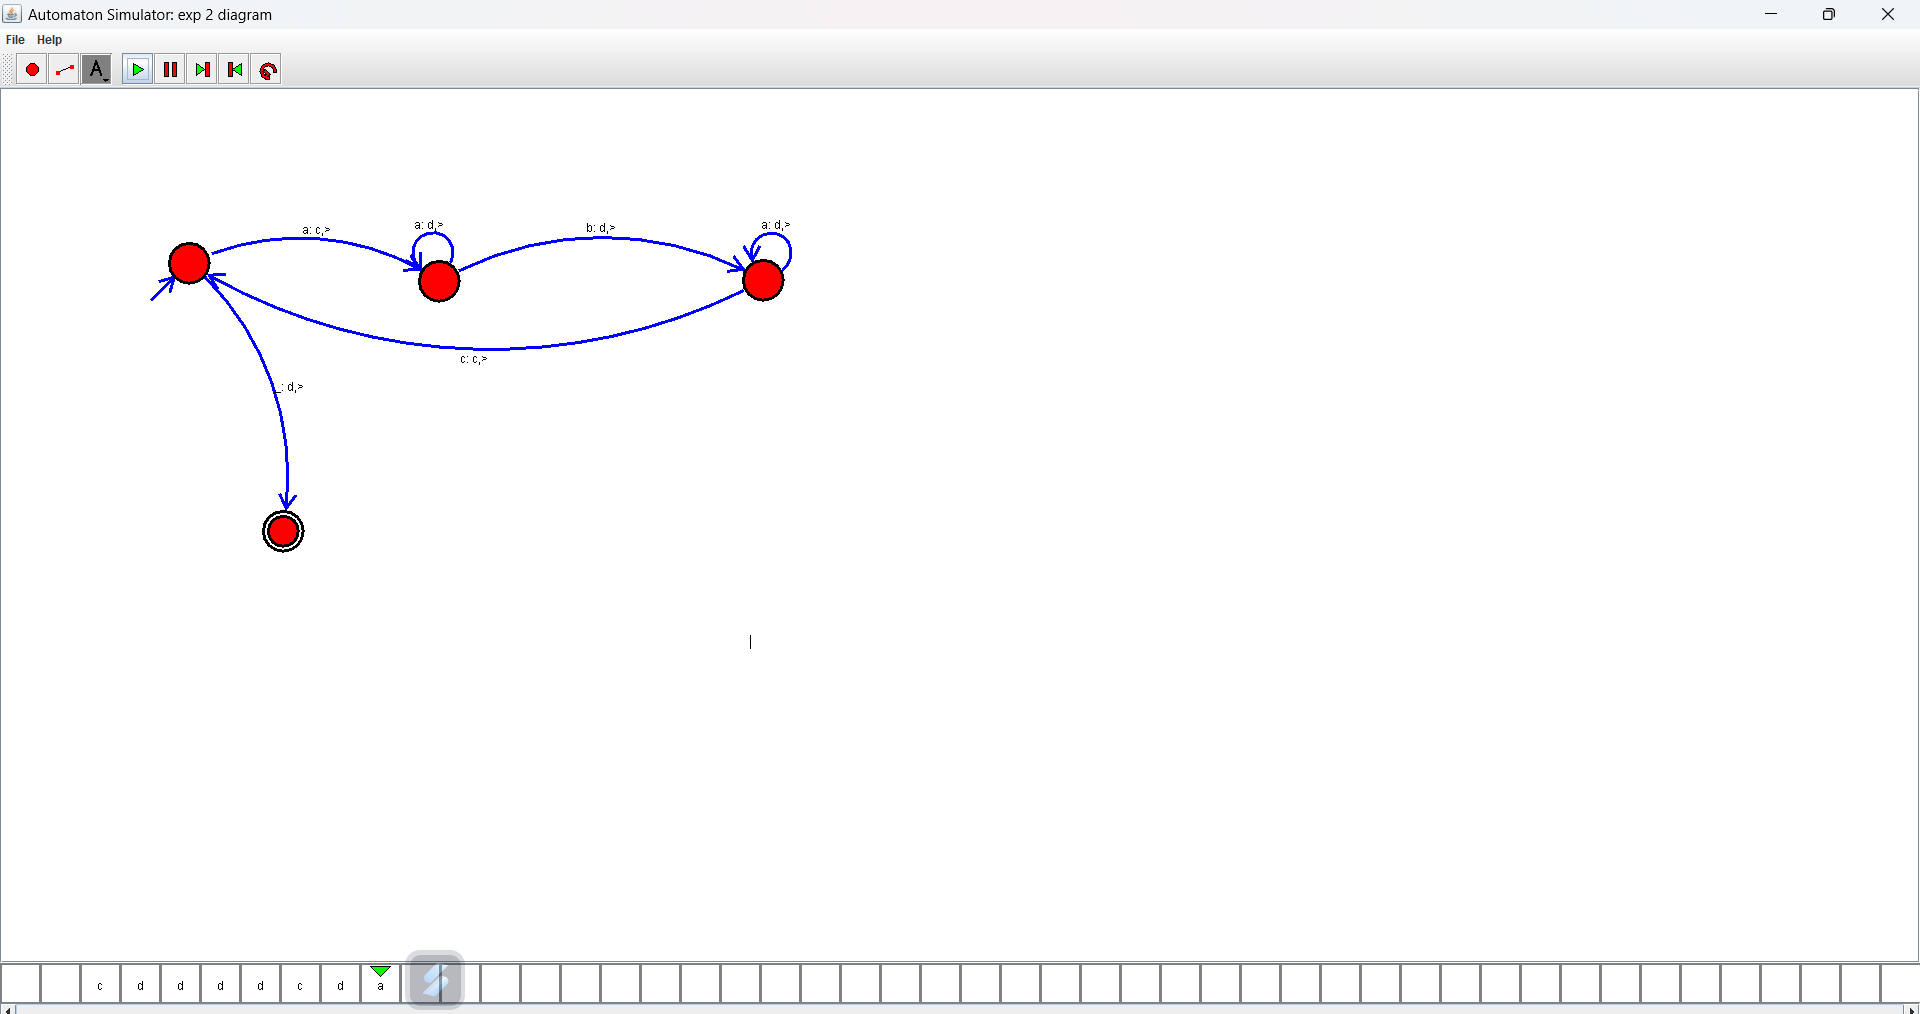 Automaton Simulator: exp 2 diagram
File Help
A
a: c,>
a: d,>
b: d,>
a: d,>
c: c,>
_: d,>
c d d d d c d a